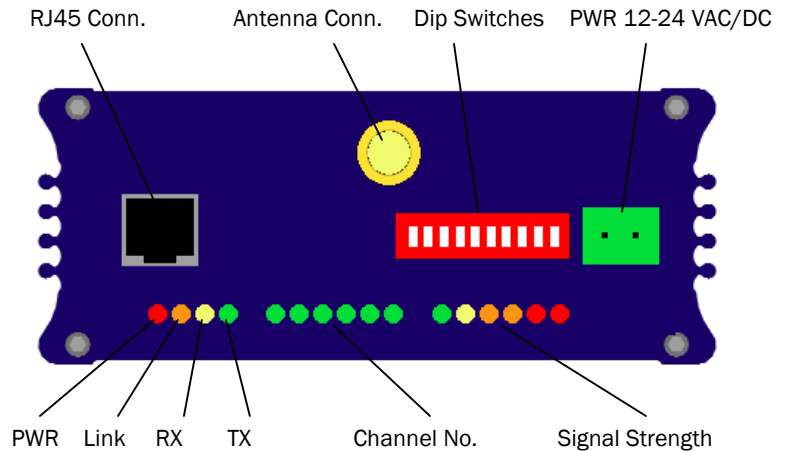 RJ45 Conn. Antenna Conn. Dip Switches PWR 12-24 VAC/DC
PWR Link RX TX Channel No. Signal Strength